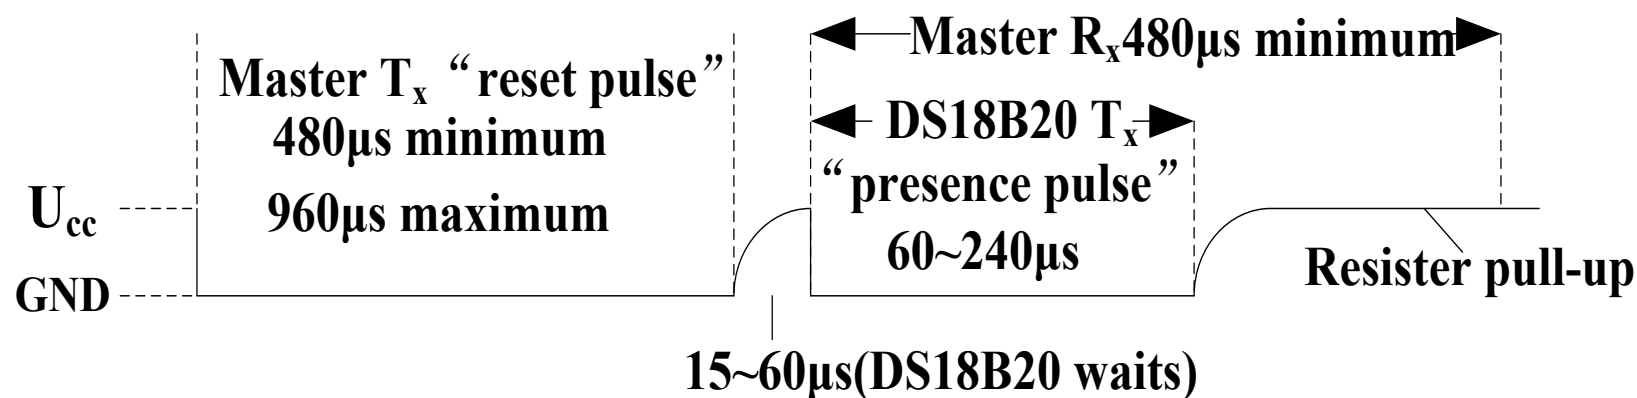 Master Rx480μs minimum
Master Tx “reset pulse”
480μs minimum
960μs maximum
DS18B20 Tx
“presence pulse”
60~240μs
Ucc
GND
Resister pull-up
15~60μs(DS18B20 waits)